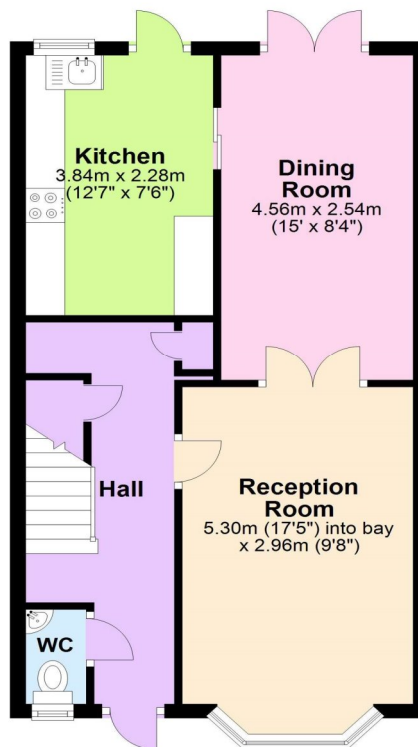 Kitchen
3.84m x 2.28m
(12'7" x 7'6")
Dining
Room
4.56m x 2.54m
(15' x 8'4")
Hall
Reception
Room
5.30m (17'5") into bay
x 2.96m (9'8")
WC